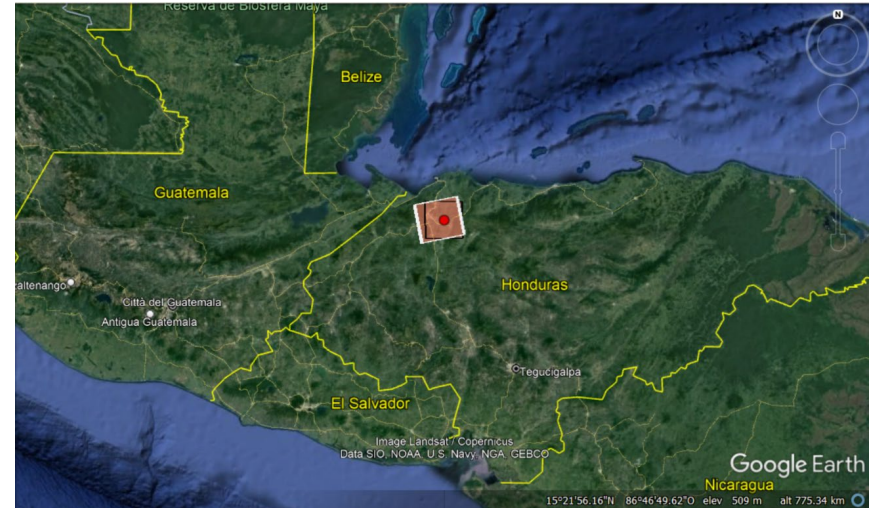 Reserva de Biosfera Maya
N
Belize
Guatemala
zaltenango
Città del Guatemala
Antigua Guatemala
Honduras
Tegucigalpa
El Salvador
Image Landsat / Copernicus
Data SIO, NOAA, U.S. Navy, NGA, GEBCO
Google Earth
Nicaragua
15°21'56.16"N 86°46'49.62"O elev 509 m alt 775.34 km